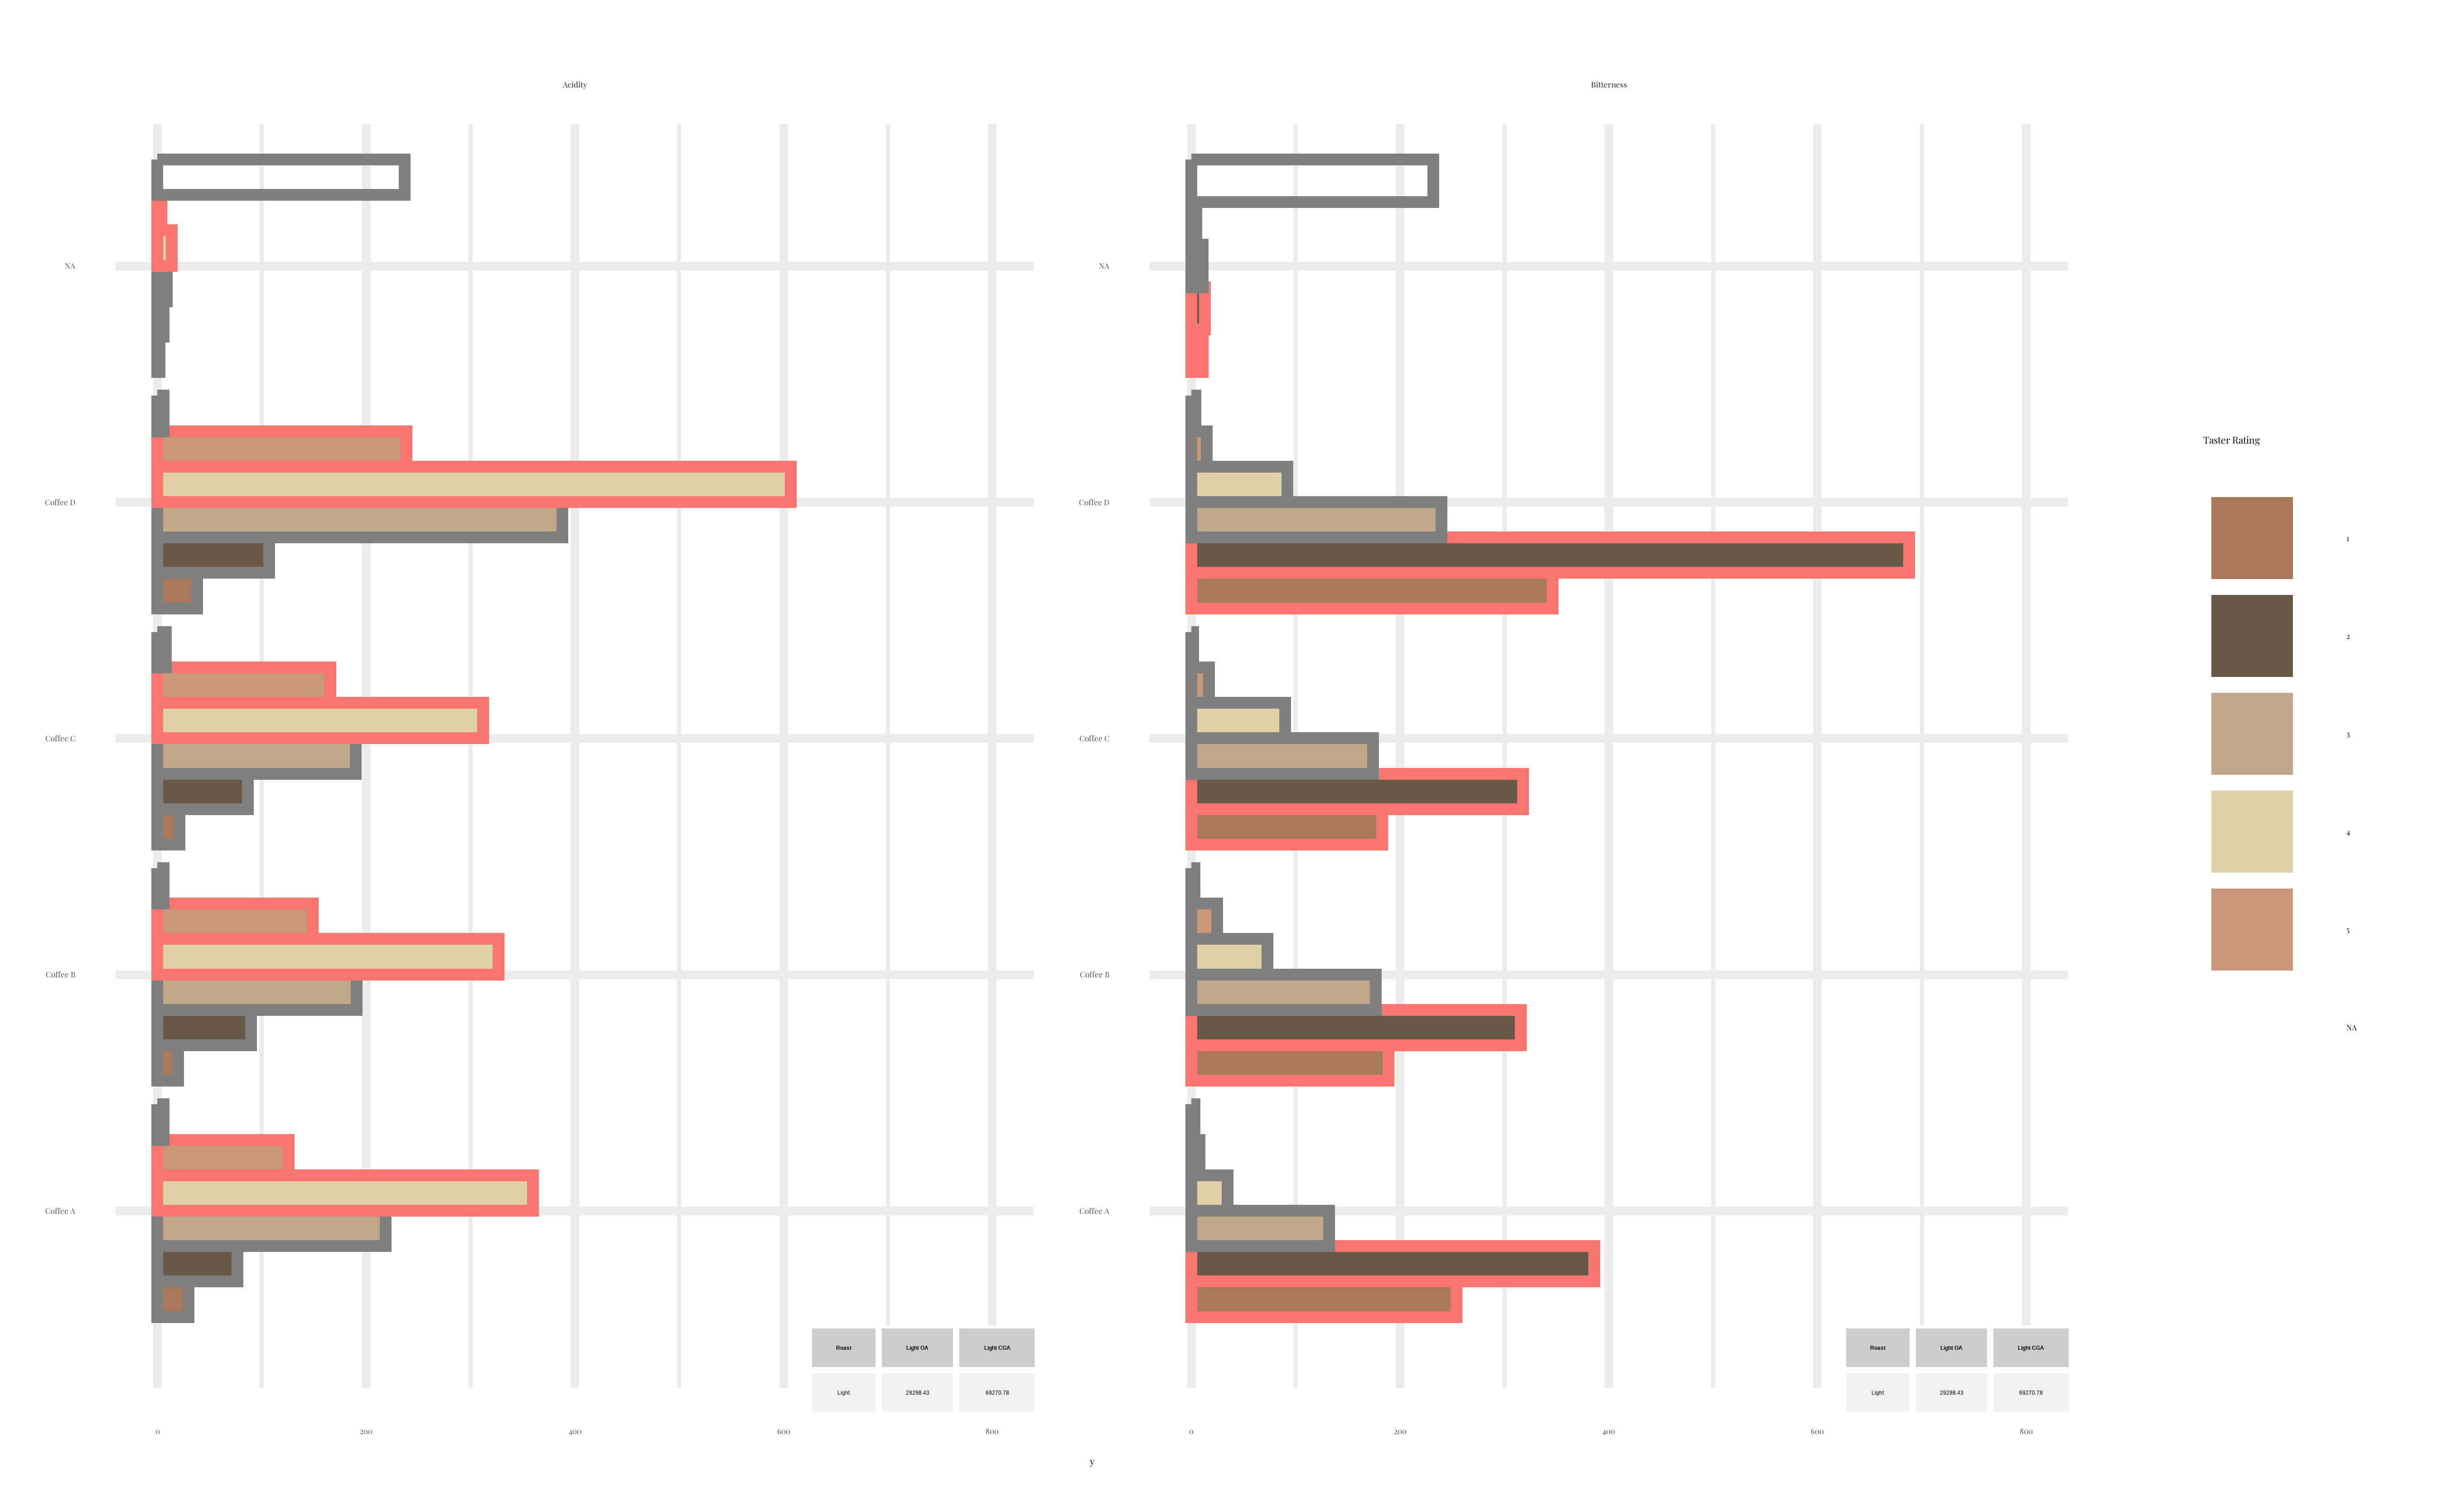 Acidity
Bitterness
NA
Coffee D
Coffee C
Coffee B
Coffee A
NA
Coffee D
Coffee C
Coffee B
Coffee A
Roast Light OA Light CGA
Light 29298.43 69270.78
Roast Light OA Light CGA
Light 29298.43 69270.78
0 200 400 600 800
0 200 400 600 800
y
Taster Rating
1
2
3
4
5
NA